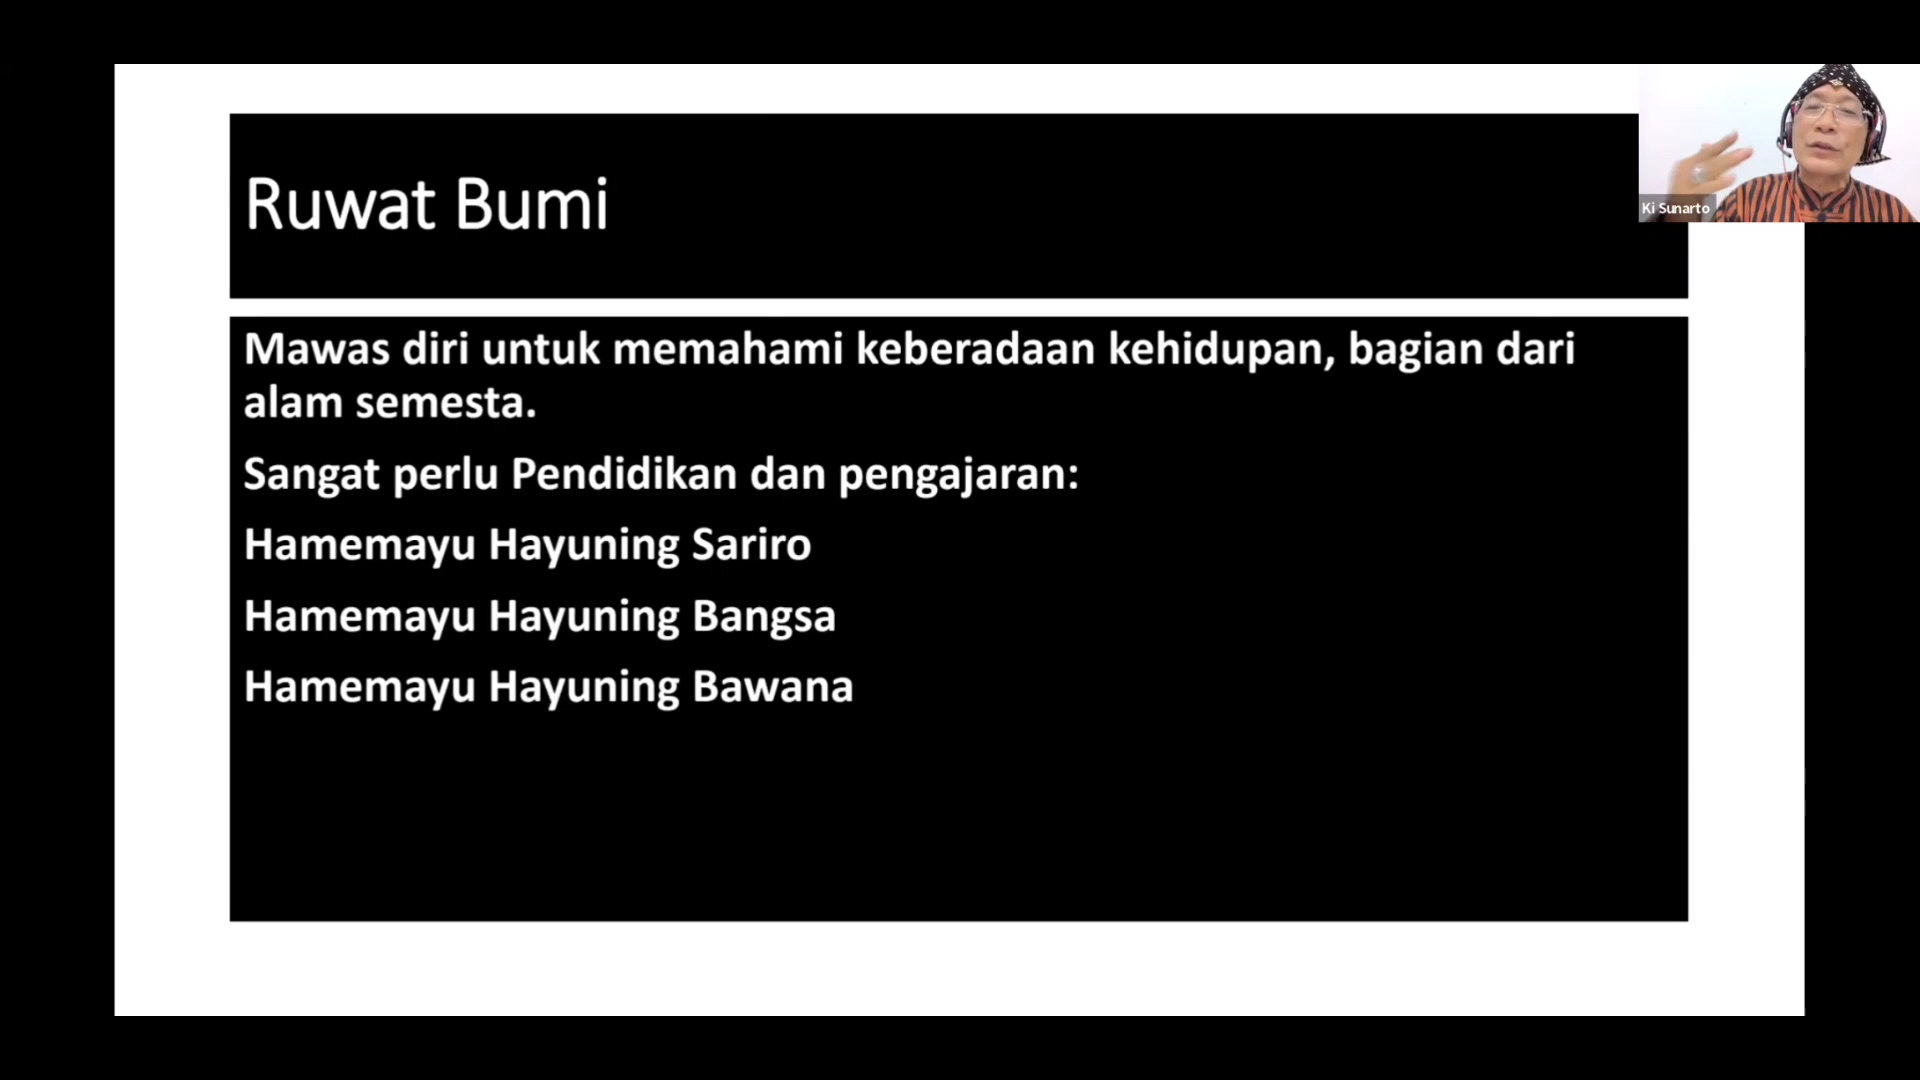 Ruwat Bumi
Ki Sunarto
Mawas diri untuk memahami keberadaan kehidupan, bagian dari
alam semesta.
Sangat perlu Pendidikan dan pengajaran:
Hamemayu Hayuning Sariro
Hamemayu Hayuning Bangsa
Hamemayu Hayuning Bawana